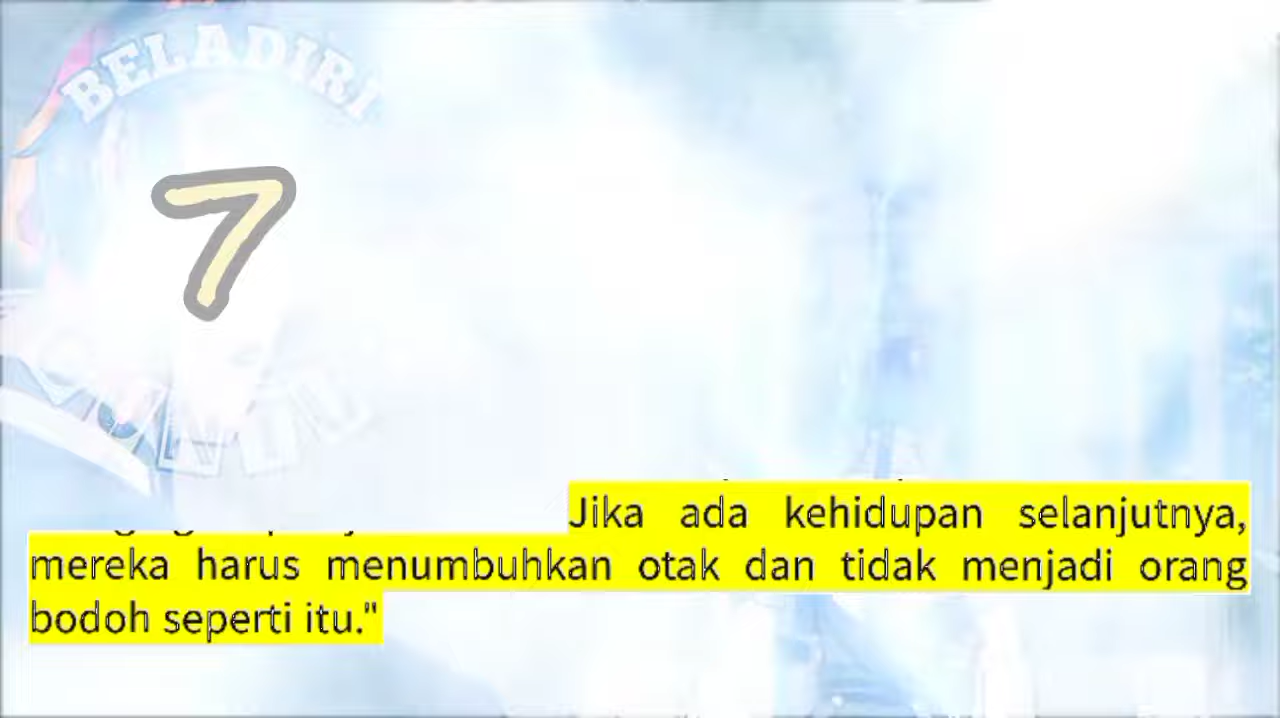 BELADIRI
7
Jika ada kehidupan selanjutnya,
mereka harus menumbuhkan otak dan tidak menjadi orang
bodoh seperti itu."